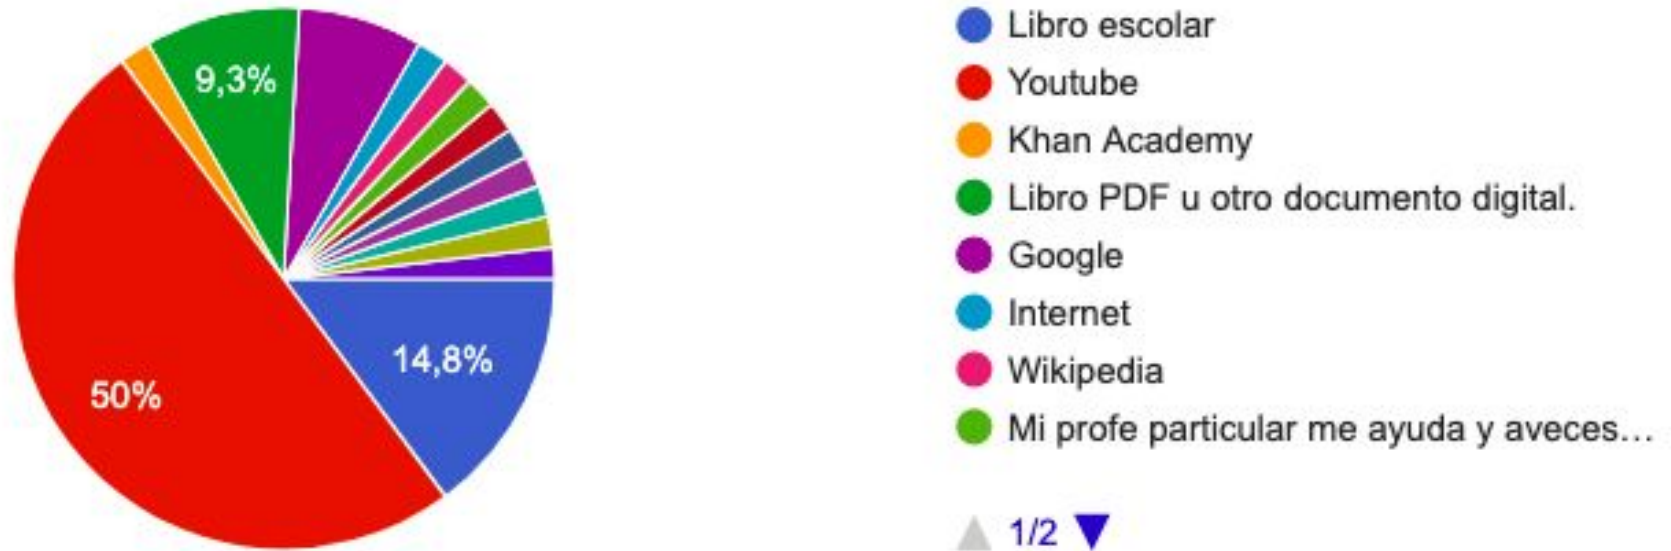 9,3%
50%
14,8%
Libro escolar
Youtube
Khan Academy
Libro PDF u otro documento digital.
Google
Internet
Wikipedia
Mi profe particular me ayuda y aveces…
1/2